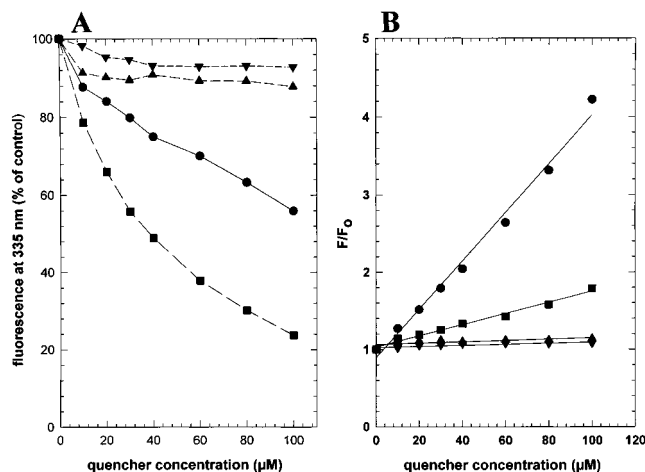 A
B
fluorescence at 335 nm (% of control)
100
80
60
40
20
0
0 20 40 60 80 100
quencher concentration (µM)
F/Fo
5
4
3
2
1
0
0 20 40 60 80 100 120
quencher concentration (µM)